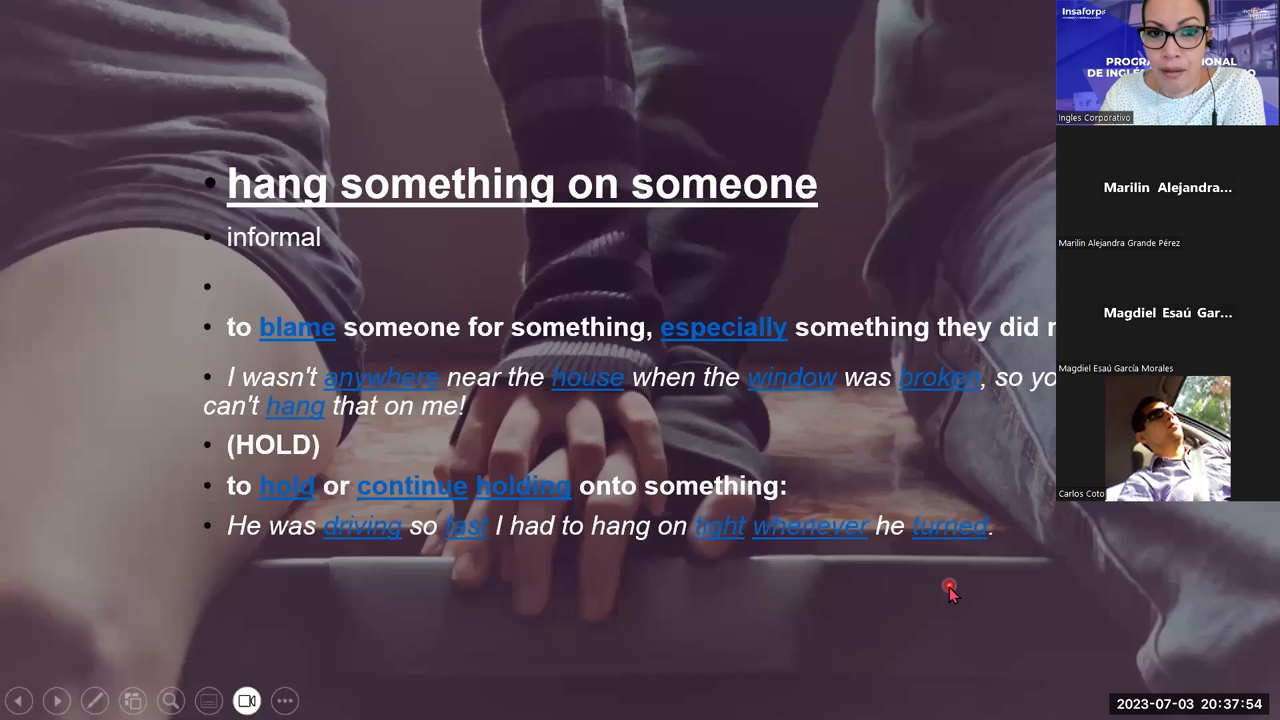 hang something on someone
informal
to blame someone for something, especially something they did
I wasn't anywhere near the house when the window was broken, so
can't hang that on me!
(HOLD)
to hold or continue holding onto something:
He was driving so fast I had to hang on tight whenever he turned.
Insaforp
Ingles Corporativo
Marilin Alejandra...
Marilin Alejandra Grande Pérez
Magdiel Esaú Gar...
Magdiel Esaú García Morales
Carlos Coto
2023-07-03 20:37:54